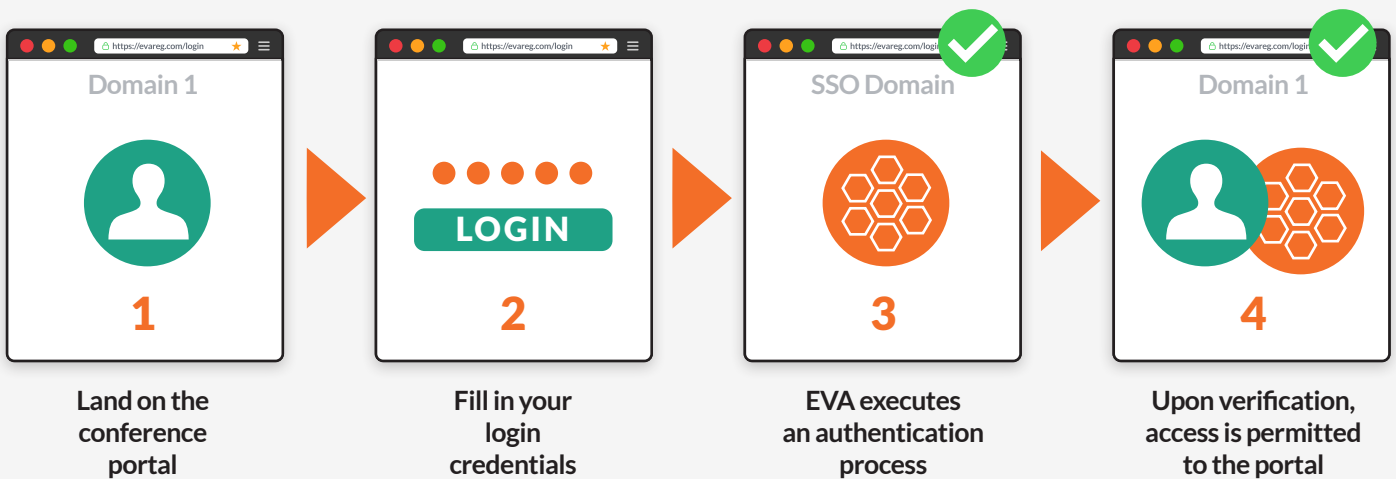 https://evareg.com/login
Domain 1
1
Land on the
conference
portal
https://evareg.com/login
LOGIN
2
Fill in your
login
credentials
https://evareg.com/logi
SSO Domain
3
EVA executes
an authentication
process
https://evareg.com/login
Domain 1
4
Upon verification,
access is permitted
to the portal